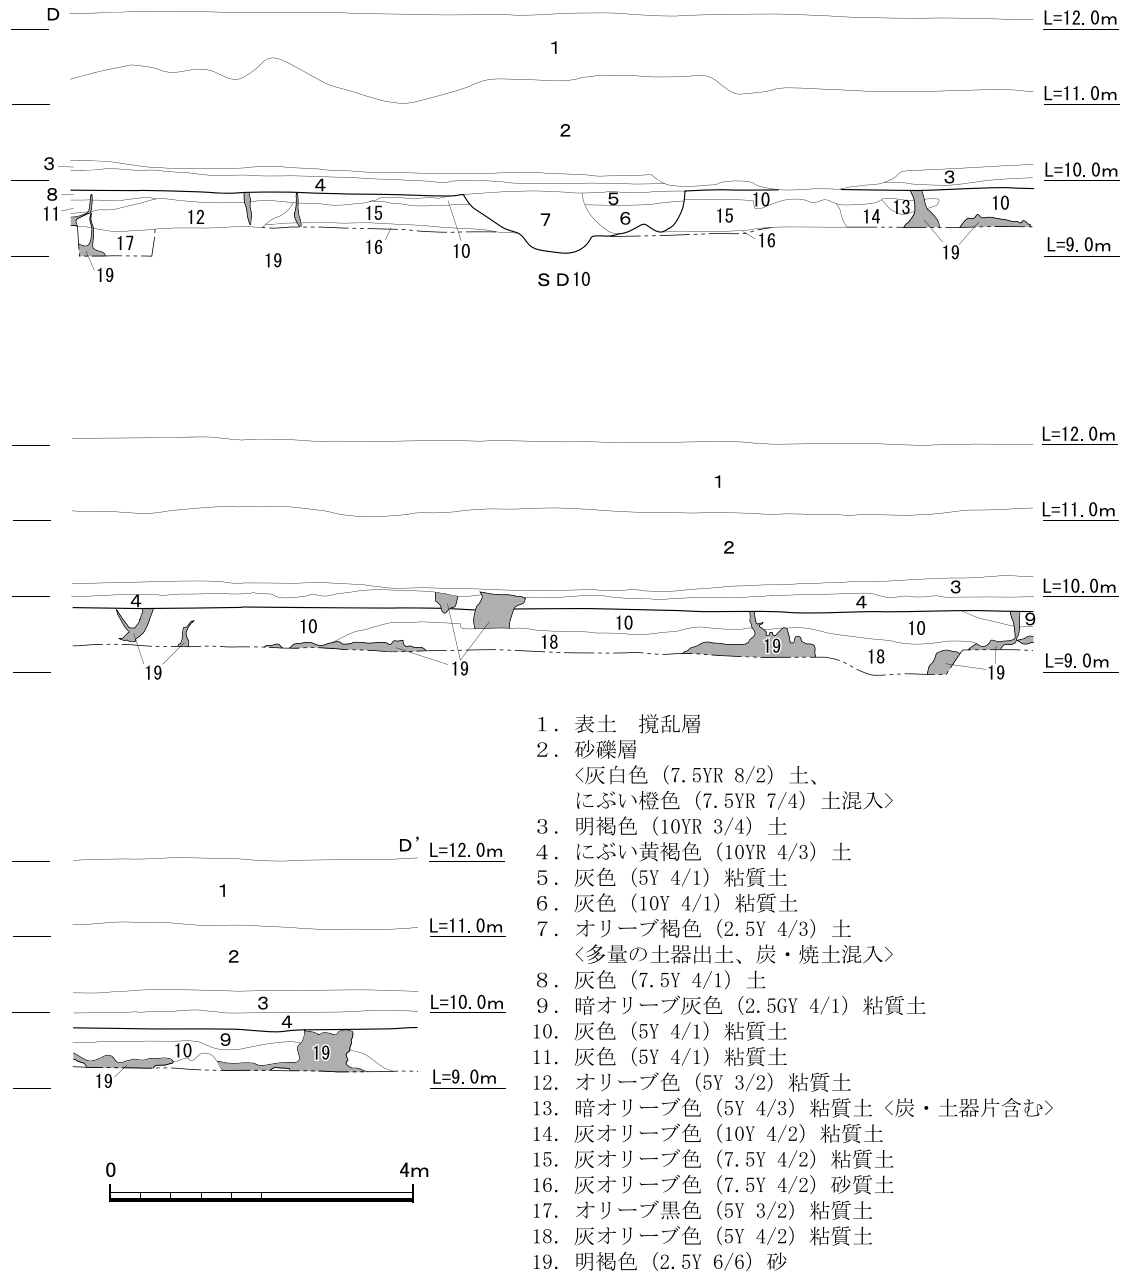 D
L=12.0m
1
L=11.0m
2
3
L=10.0m
3
4
8
5
10
10
11
12
15
7
6
15
14
13
17
16
10
16
L=9.0m
19
19
19
SD10
L=12.0m
1
L=11.0m
2
3
L=10.0m
4
4
9
10
10
10
18
19
18
19
19
19
19
L=9.0m
D'
L=12.0m
1
L=11.0m
2
3
L=10.0m
4
9
10
19
19
L=9.0m
0
4m
1. 表土　撹乱層
2. 砂礫層
<灰白色（7.5YR 8/2）土、
にぶい橙色（7.5YR 7/4）土混入>
3. 明褐色（10YR 3/4）土
4. にぶい黄褐色（10YR 4/3）土
5. 灰色（5Y 4/1）粘質土
6. 灰色（10Y 4/1）粘質土
7. オリーブ褐色（2.5Y 4/3）土
<多量の土器出土、炭・焼土混入>
8. 灰色（7.5Y 4/1）土
9. 暗オリーブ灰色（2.5GY 4/1）粘質土
10. 灰色（5Y 4/1）粘質土
11. 灰色（5Y 4/1）粘質土
12. オリーブ色（5Y 3/2）粘質土
13. 暗オリーブ色（5Y 4/3）粘質土 <炭・土器片含む>
14. 灰オリーブ色（10Y 4/2）粘質土
15. 灰オリーブ色（7.5Y 4/2）粘質土
16. 灰オリーブ色（7.5Y 4/2）砂質土
17. オリーブ黒色（5Y 3/2）粘質土
18. 灰オリーブ色（5Y 4/2）粘質土
19. 明褐色（2.5Y 6/6）砂